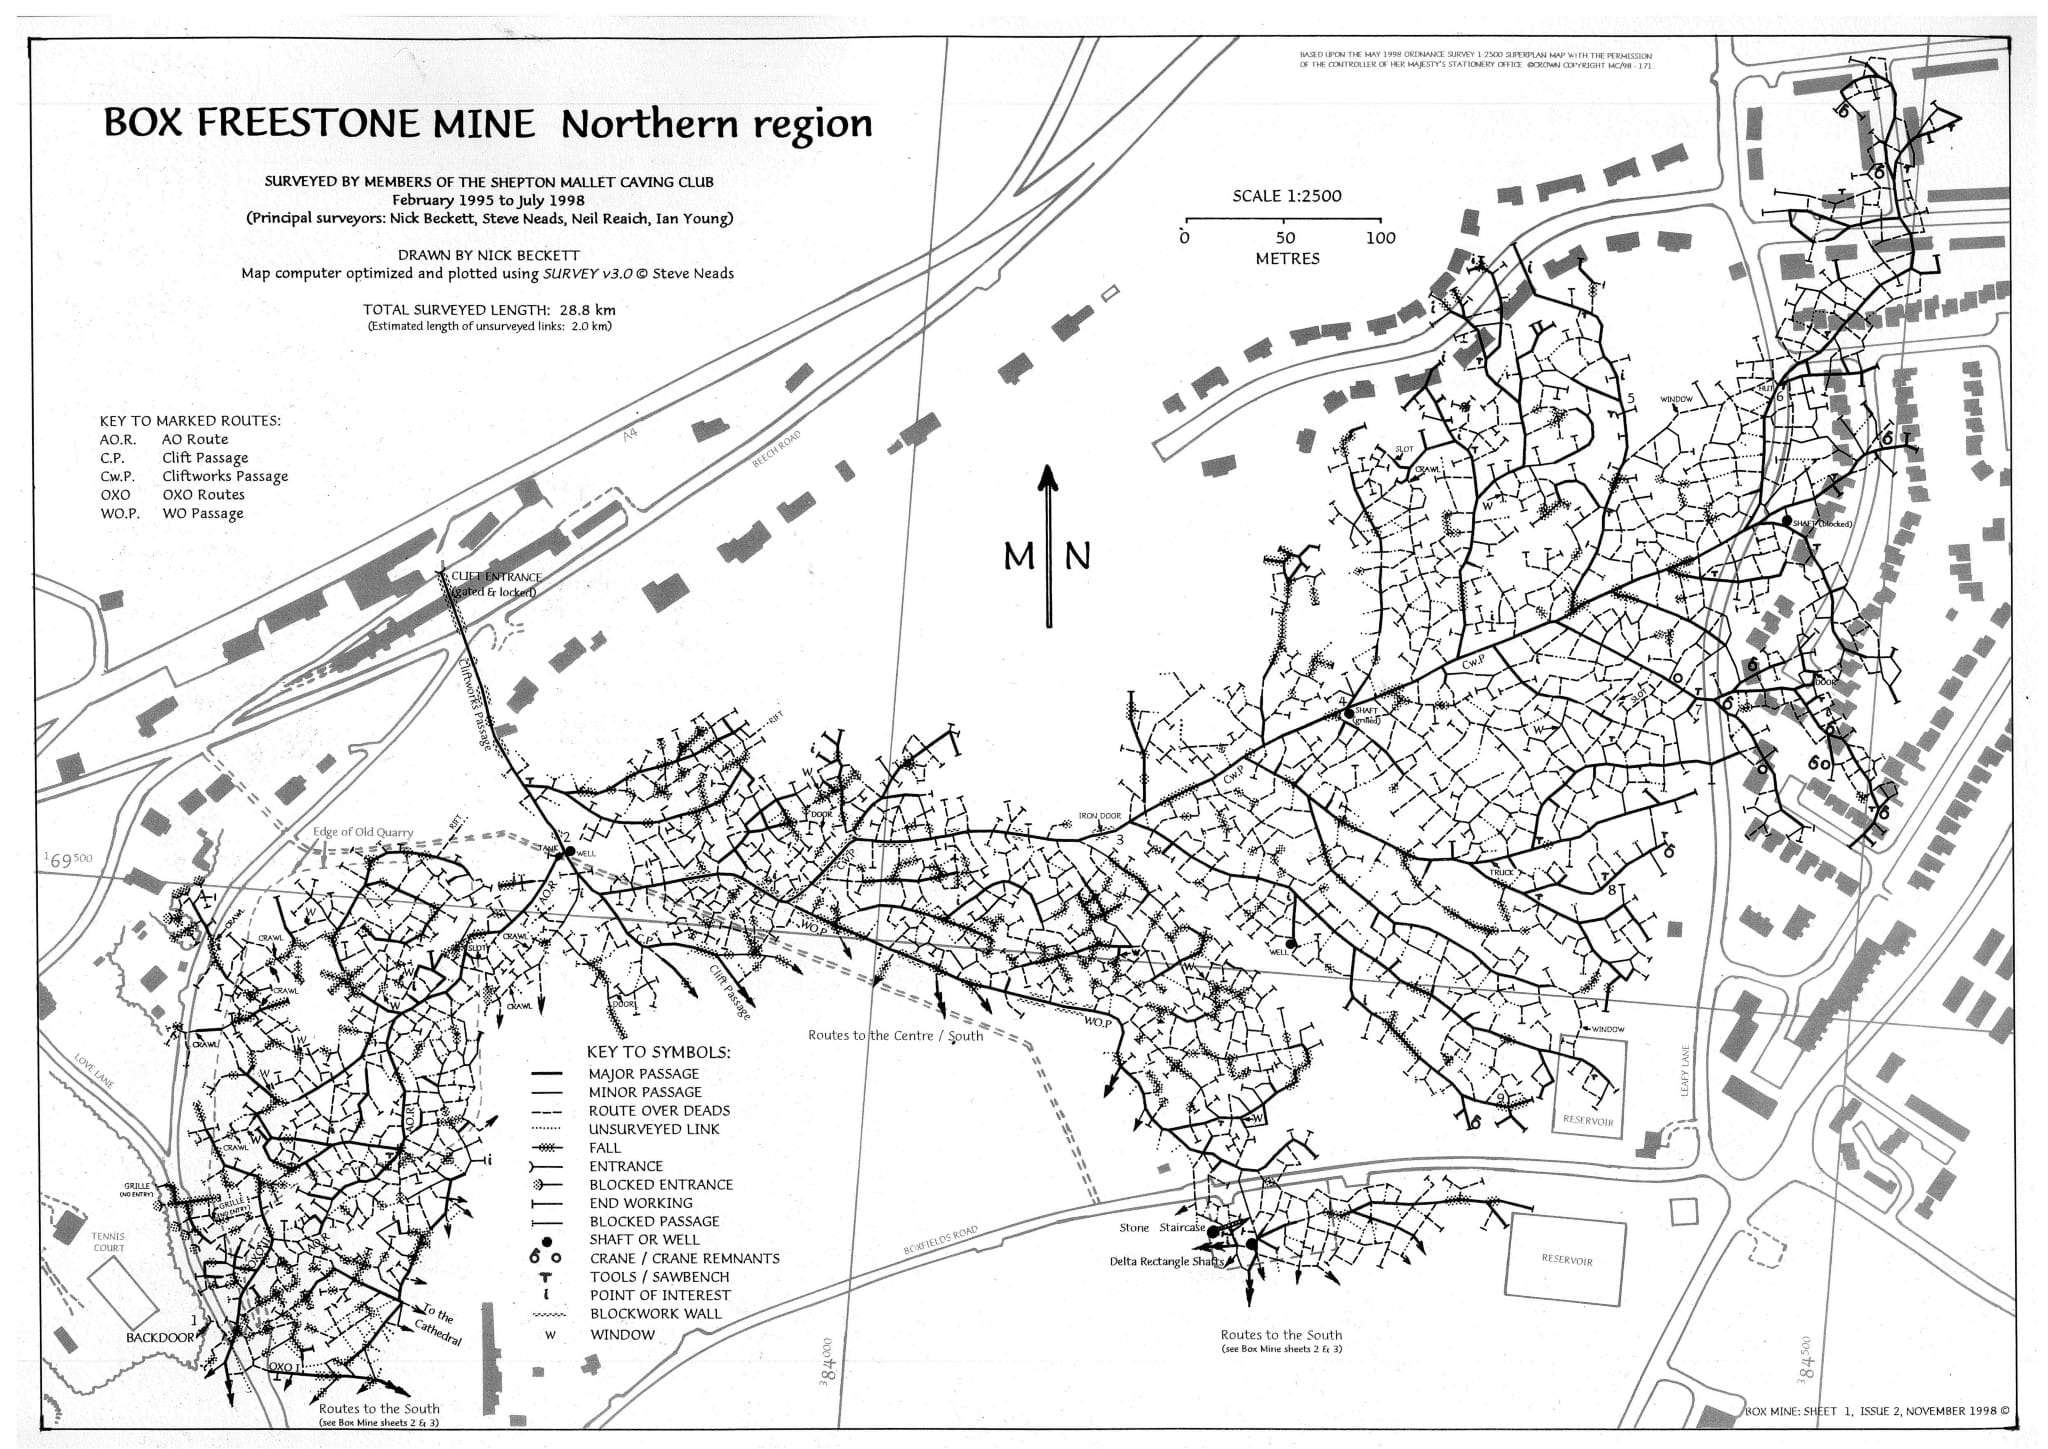 BASED UPON THE MAY 1998 ORDNANCE SURVEY 1:2500 SUPERPLAN MAP WITH THE PERMISSION
OF THE CONTROLLER OF HER MAJESTY'S STATIONERY OFFICE ©CROWN COPYRIGHT MC/98 - 171
BOX FREESTONE MINE Northern region
SURVEYED BY MEMBERS OF THE SHEPTON MALLET CAVING CLUB
February 1995 to July 1998
(Principal surveyors: Nick Beckett, Steve Neads, Neil Reaich, Ian Young)
DRAWN BY NICK BECKETT
Map computer optimized and plotted using SURVEY v3.0 © Steve Neads
TOTAL SURVEYED LENGTH: 28.8 km
(Estimated length of unsurveyed links: 2.0 km)
SCALE 1:2500
0 50 100
METRES
KEY TO MARKED ROUTES:
AO.R. AO Route
C.P. Clift Passage
Cw.P. Cliftworks Passage
OXO OXO Routes
WO.P. WO Passage
A4
BEECH ROAD
M N
CLIFT ENTRANCE
(gated & locked)
Cliftworks Passage
HUT
6
5
WINDOW
SLOT
CRAWL
W
SHAFT (blocked)
Cw.P
SLOT
DOOR
7
4
SHAFT
(grilled)
W
Cw.P
RIFT
W
DOOR
IRON DOOR
3
TRUCK
8
Edge of Old Quarry
RIFT
2
TANK
WELL
AO.R
169500
CRAWL
W
CRAWL
SLOT
CRAWL
W
CRAWL
CRAWL
DOOR
Clift Passage
WO.P
WELL
W
WO.P
WINDOW
Routes to the Centre / South
CRAWL
W
W
AO.R
W
CRAWL
LOVE LANE
LEAFY LANE
RESERVOIR
9
W
GRILLE
(NO ENTRY)
GRILLE
(NO ENTRY)
TENNIS
COURT
AO.R
1
BACKDOOR
To the
Cathedral
OXO I
Routes to the South
(see Box Mine sheets 2 & 3)
KEY TO SYMBOLS:
MAJOR PASSAGE
MINOR PASSAGE
ROUTE OVER DEADS
UNSURVEYED LINK
FALL
ENTRANCE
BLOCKED ENTRANCE
END WORKING
BLOCKED PASSAGE
SHAFT OR WELL
CRANE / CRANE REMNANTS
TOOLS / SAWBENCH
POINT OF INTEREST
BLOCKWORK WALL
W WINDOW
BOXFIELDS ROAD
Stone Staircase
Delta Rectangle Shafts
RESERVOIR
Routes to the South
(see Box Mine sheets 2 & 3)
384000
384500
BOX MINE: SHEET 1, ISSUE 2, NOVEMBER 1998 ©